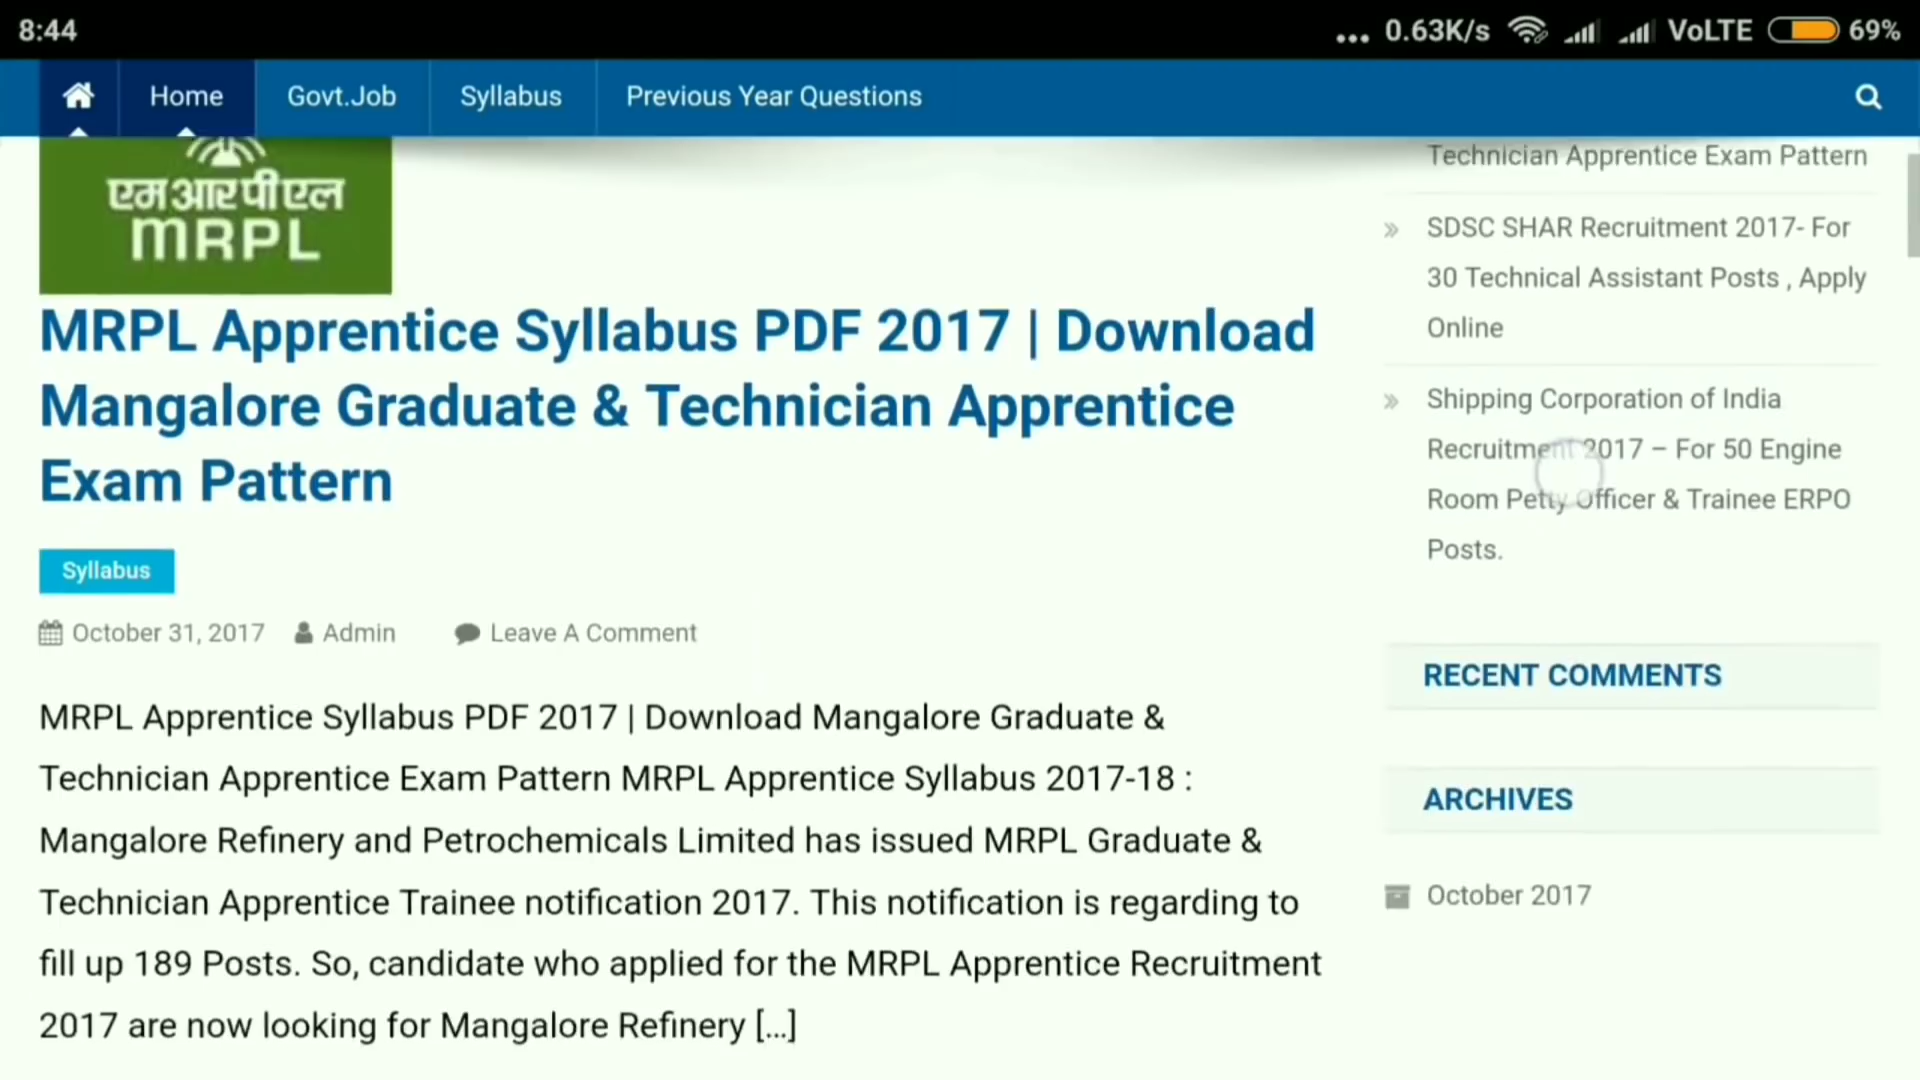 8:44
... 0.63K/s VoLTE 69%
Home
Govt.Job
Syllabus
Previous Year Questions
एमआरपीएल
MRPL
MRPL Apprentice Syllabus PDF 2017 | Download
Mangalore Graduate & Technician Apprentice
Exam Pattern
Syllabus
October 31, 2017 Admin Leave A Comment
MRPL Apprentice Syllabus PDF 2017 | Download Mangalore Graduate &
Technician Apprentice Exam Pattern MRPL Apprentice Syllabus 2017-18 :
Mangalore Refinery and Petrochemicals Limited has issued MRPL Graduate &
Technician Apprentice Trainee notification 2017. This notification is regarding to
fill up 189 Posts. So, candidate who applied for the MRPL Apprentice Recruitment
2017 are now looking for Mangalore Refinery [...]
Technician Apprentice Exam Pattern
» SDSC SHAR Recruitment 2017- For
30 Technical Assistant Posts , Apply
Online
» Shipping Corporation of India
Recruitment 2017 – For 50 Engine
Room Petty Officer & Trainee ERPO
Posts.
RECENT COMMENTS
ARCHIVES
October 2017